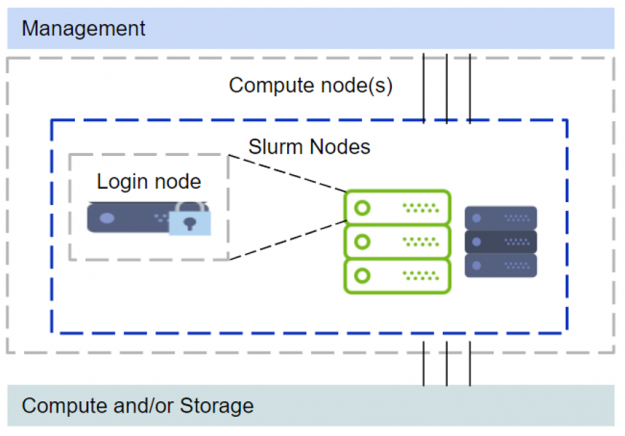 Management
Compute node(s)
Slurm Nodes
Login node
Compute and/or Storage